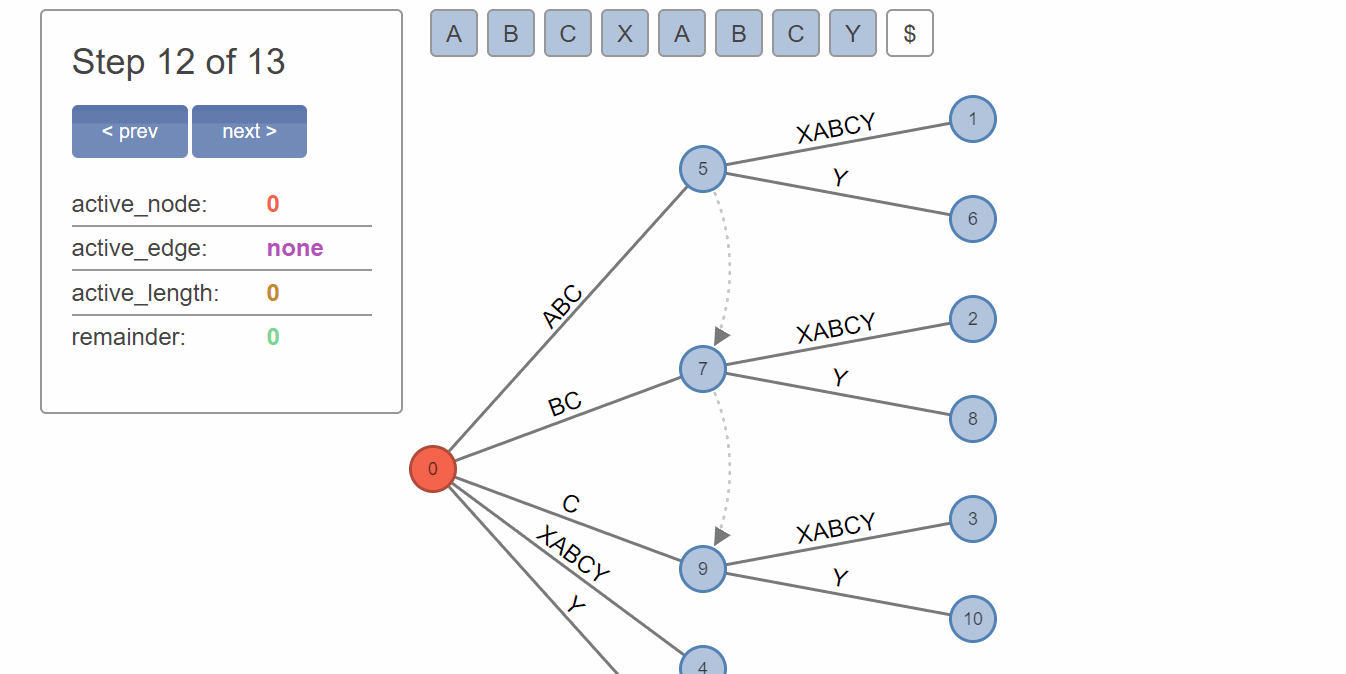 Step 12 of 13
< prev next >
active_node: 0
active_edge: none
active_length: 0
remainder: 0
A B C X A B C Y $
XABCY
1
5
Y
6
ABC
XABCY
2
7
Y
8
BC
0
C
XABCY
3
XABCY
9
Y
Y
10
4